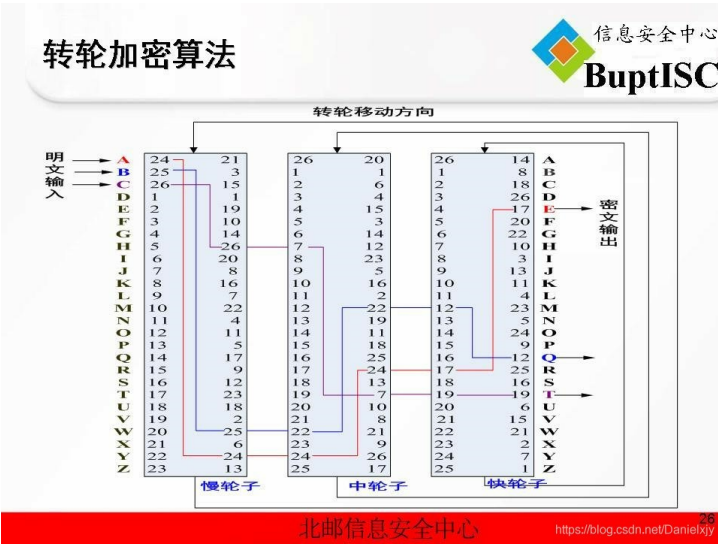 转轮加密算法
信息安全中心
BuptISC
转轮移动方向
明文输入
A 24 21 26 20 26 14 A
B 25 3 1 1 1 8 B
C 26 15 2 6 2 18 C
D 1 1 3 4 3 26 D
E 2 19 4 15 4 17 E
F 3 10 5 3 5 20 F
G 4 14 6 14 6 22 G
H 5 26 7 12 7 10 H
I 6 20 8 23 8 3 I
J 7 8 9 5 9 13 J
K 8 16 10 16 10 11 K
L 9 7 11 2 11 4 L
M 10 22 12 22 12 23 M
N 11 4 13 19 13 5 N
O 12 11 14 11 14 24 O
P 13 5 15 18 15 9 P
Q 14 17 16 25 16 12 Q
R 15 9 17 24 17 25 R
S 16 12 18 13 18 16 S
T 17 23 19 7 19 19 T
U 18 18 20 10 20 6 U
V 19 2 21 8 21 15 V
W 20 25 22 21 22 21 W
X 21 6 23 9 23 2 X
Y 22 24 24 26 24 7 Y
Z 23 13 25 17 25 1 Z
密文输出
慢轮子 中轮子 快轮子
北邮信息安全中心
26
https://blog.csdn.net/Danielxjy